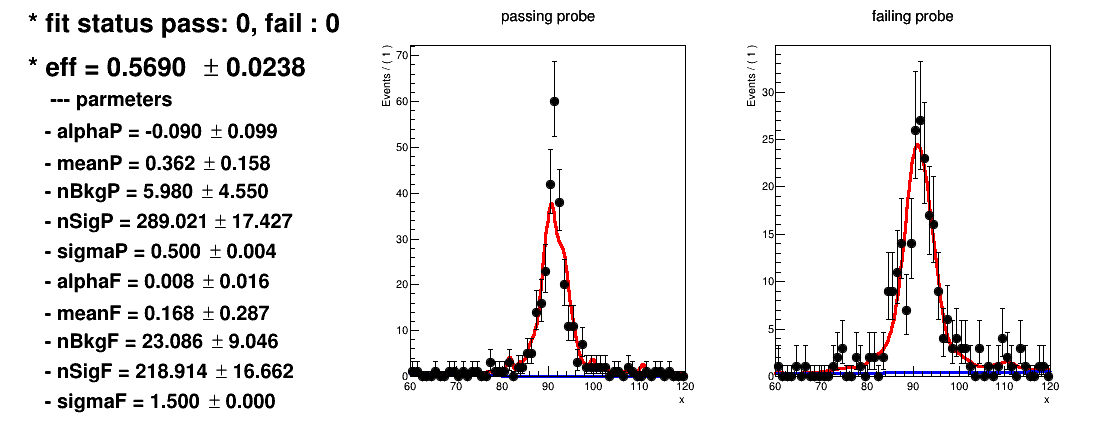 * fit status pass: 0, fail : 0
* eff = 0.5690 ± 0.0238
--- parmeters
- alphaP = -0.090 ± 0.099
- meanP = 0.362 ± 0.158
- nBkgP = 5.980 ± 4.550
- nSigP = 289.021 ± 17.427
- sigmaP = 0.500 ± 0.004
- alphaF = 0.008 ± 0.016
- meanF = 0.168 ± 0.287
- nBkgF = 23.086 ± 9.046
- nSigF = 218.914 ± 16.662
- sigmaF = 1.500 ± 0.000
passing probe
Events / ( 1 )
70
60
50
40
30
20
10
0
60 70 80 90 100 110 120
x
failing probe
Events / ( 1 )
30
25
20
15
10
5
0
60 70 80 90 100 110 120
x